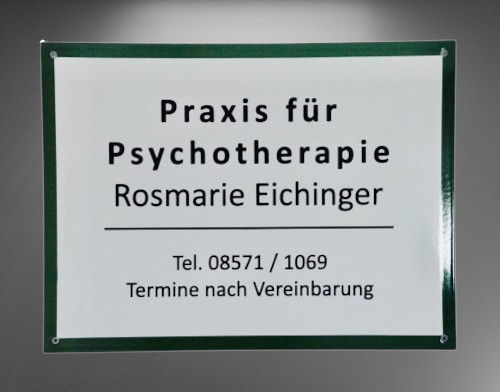 Praxis für
Psychotherapie
Rosmarie Eichinger
Tel. 08571 / 1069
Termine nach Vereinbarung